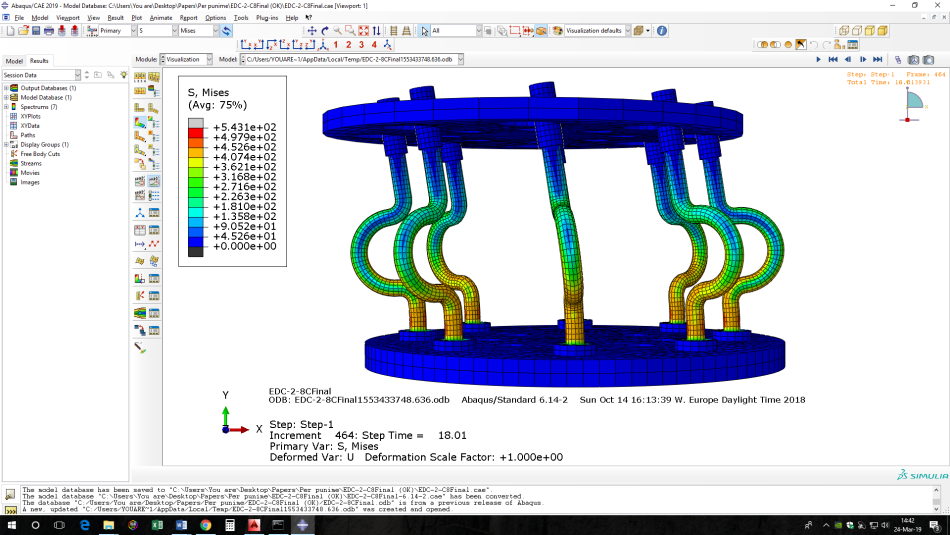 Abaqus/CAE 2019 - Model Database: C:\Users\You are\Desktop\Papers\Per punime\EDC-2-C8Final (OK)\EDC-2-C8Final.cae [Viewport: 1]
File Model Viewport View Result Plot Animate Report Options Tools Plug-ins Help
Primary S Mises All Visualization defaults
1 2 3 4
Model Results Module: Visualization Model: C:/Users/YOUARE~1/AppData/Local/Temp/EDC-2-8CFinal1553433748.636.odb
Session Data
Output Databases (1)
Model Database (1)
Spectrums (7)
XYPlots
XYData
Paths
Display Groups (1)
Free Body Cuts
Streams
Movies
Images
S, Mises
(Avg: 75%)
+5.431e+02
+4.979e+02
+4.526e+02
+4.074e+02
+3.621e+02
+3.168e+02
+2.716e+02
+2.263e+02
+1.810e+02
+1.358e+02
+9.052e+01
+4.526e+01
+0.000e+00
Step: Step-1 Frame: 464
Total Time:
Y
X
EDC-2-8CFinal
ODB: EDC-2-8CFinal1553433748.636.odb Abaqus/Standard 6.14-2 Sun Oct 14 16:13:39 W. Europe Daylight Time 2018
Step: Step-1
Increment 464: Step Time = 18.01
Primary Var: S, Mises
Deformed Var: U Deformation Scale Factor: +1.000e+00
SIMULIA
The model database has been saved to "C:\Users\You are\Desktop\Papers\Per punime\EDC-2-C8Final (OK)\EDC-2-C8Final.cae".
The model database "C:\Users\You are\Desktop\Papers\Per punime\EDC-2-C8Final (OK)\EDC-2-C8Final-6.14-2.cae" has been converted.
The database "C:/Users/You are/Desktop/Papers/Per punime/EDC-2-C8Final (OK)/EDC-2-8CFinal.odb" is from a previous release of Abaqus.
A new, updated "C:/Users/YOUARE~1/AppData/Local/Temp/EDC-2-8CFinal1553433748.636.odb" was created and opened
14:42
24-Mar-19